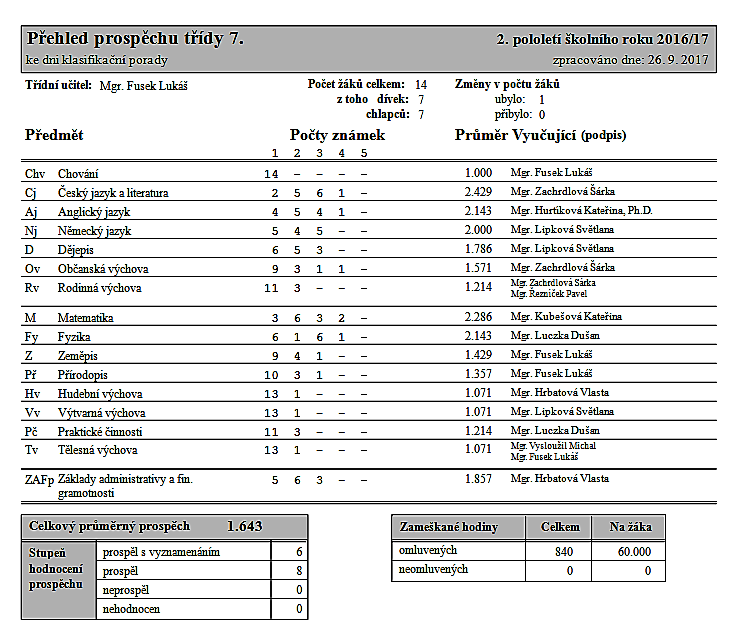 Přehled prospěchu třídy 7. 2. pololetí školního roku 2016/17
ke dni klasifikační porady zpracováno dne: 26. 9. 2017
Třídní učitel: Mgr. Fusek Lukáš Počet žáků celkem: 14 Změny v počtu žáků
z toho dívek: 7 ubylo: 1
chlapců: 7 přibylo: 0
Předmět Počty známek Průměr Vyučující (podpis)
1 2 3 4 5
Chv Chování 14 – – – – 1.000 Mgr. Fusek Lukáš
Cj Český jazyk a literatura 2 5 6 1 – 2.429 Mgr. Zachrdlová Šárka
Aj Anglický jazyk 4 5 4 1 – 2.143 Mgr. Hurtíková Kateřina, Ph.D.
Nj Německý jazyk 5 4 5 – – 2.000 Mgr. Lipková Světlana
D Dějepis 6 5 3 – – 1.786 Mgr. Lipková Světlana
Ov Občanská výchova 9 3 1 1 – 1.571 Mgr. Zachrdlová Šárka
Rv Rodinná výchova 11 3 – – – 1.214 Mgr. Zachrdlová Šárka
Mgr. Řezníček Pavel
M Matematika 3 6 3 2 – 2.286 Mgr. Kubešová Kateřina
Fy Fyzika 6 1 6 1 – 2.143 Mgr. Luczka Dušan
Z Zeměpis 9 4 1 – – 1.429 Mgr. Fusek Lukáš
Př Přírodopis 10 3 1 – – 1.357 Mgr. Fusek Lukáš
Hv Hudební výchova 13 1 – – – 1.071 Mgr. Hrbatová Vlasta
Vv Výtvarná výchova 13 1 – – – 1.071 Mgr. Lipková Světlana
Pč Praktické činnosti 11 3 – – – 1.214 Mgr. Luczka Dušan
Tv Tělesná výchova 13 1 – – – 1.071 Mgr. Vysloužil Michal
Mgr. Fusek Lukáš
ZAFp Základy administrativy a fin. 5 6 3 – – 1.857 Mgr. Hrbatová Vlasta
gramotnosti
Celkový průměrný prospěch 1.643
Stupeň hodnocení prospěchu
prospěl s vyznamenáním 6
prospěl 8
neprospěl 0
nehodnocen 0
Zameškané hodiny Celkem Na žáka
omluvených 840 60.000
neomluvených 0 0